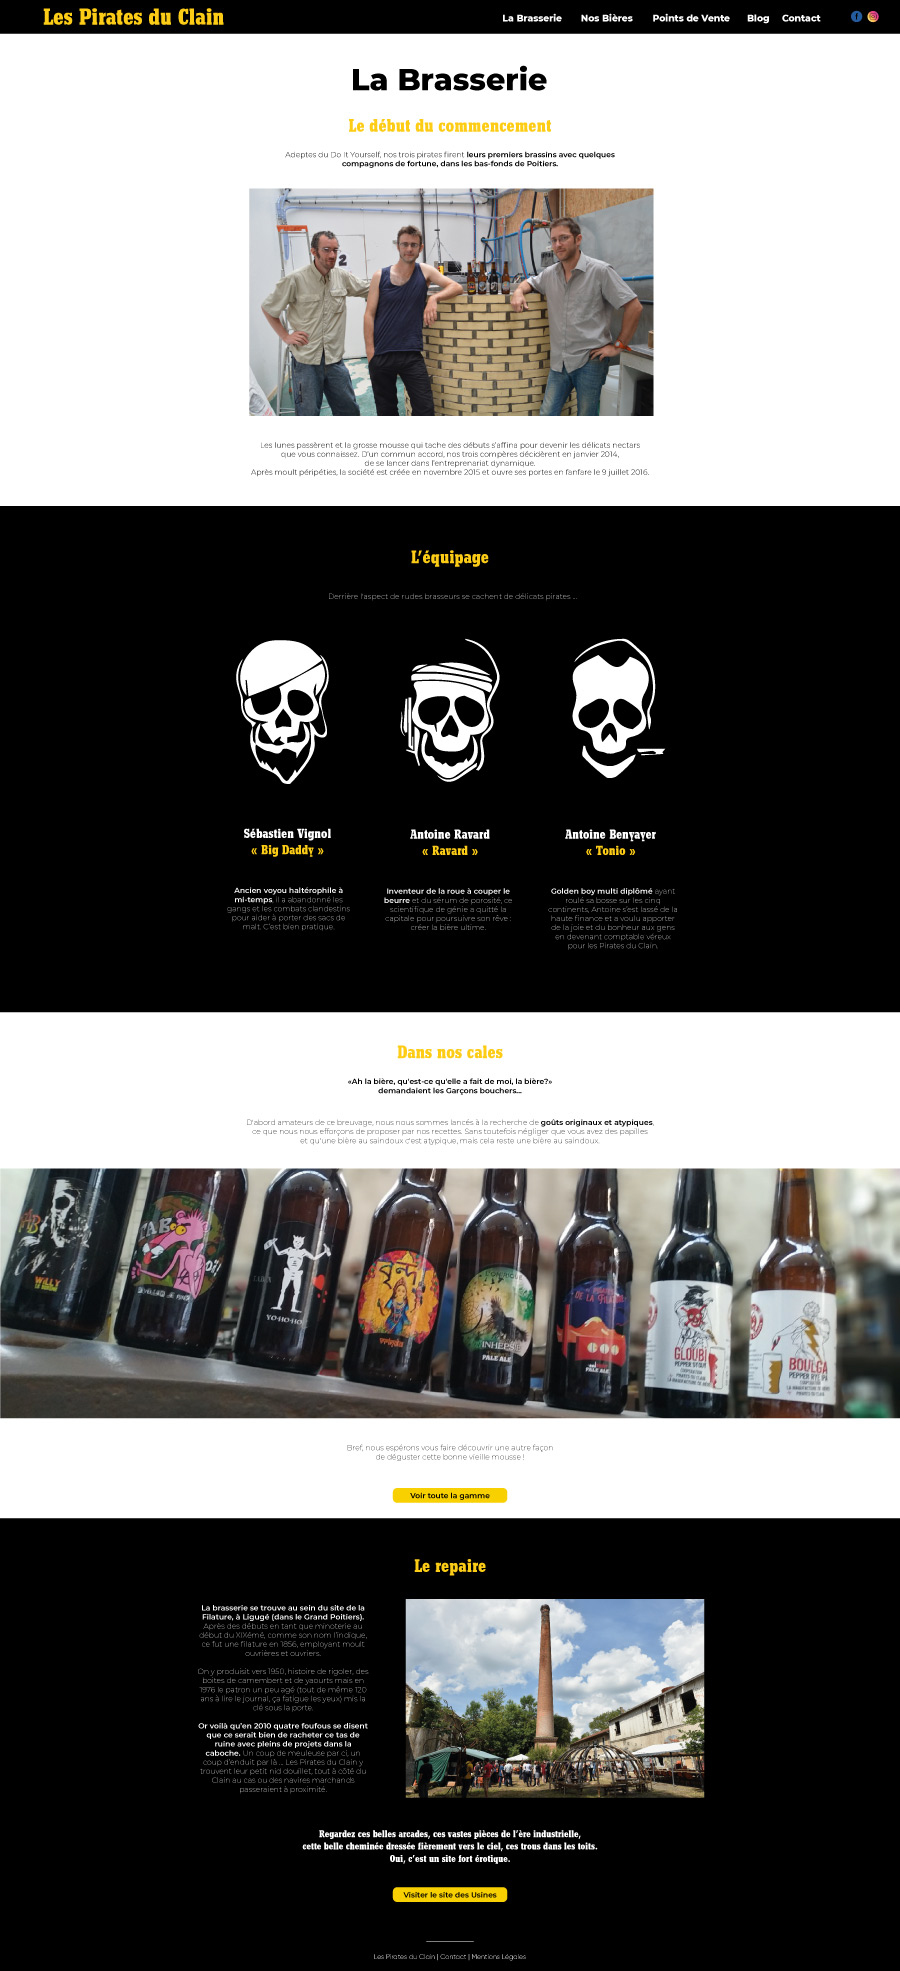 Les Pirates du Clain
La Brasserie Nos Bières Points de Vente Blog Contact
La Brasserie
Le début du commencement
Adeptes du Do It Yourself, nos trois pirates firent leurs premiers brassins avec quelques
compagnons de fortune, dans les bas-fonds de Poitiers.
2
Les lunes passèrent et la grosse mousse qui tache des débuts s'affina pour devenir les délicats nectars
que vous connaissez. D'un commun accord, nos trois compères décidèrent en janvier 2014,
de se lancer dans l'entreprenariat dynamique.
Après moult péripéties, la société est créée en novembre 2015 et ouvre ses portes en fanfare le 9 juillet 2016.
L'équipage
Derrière l'aspect de rudes brasseurs se cachent de délicats pirates ...
Sébastien Vignol
« Big Daddy »
Ancien voyou haltérophile à
mi-temps, il a abandonné les
gangs et les combats clandestins
pour aider à porter des sacs de
malt. C'est bien pratique.
Antoine Ravard
« Ravard »
Inventeur de la roue à couper le
beurre et du sérum de porosité, ce
scientifique de génie a quitté la
capitale pour poursuivre son rêve :
créer la bière ultime.
Antoine Benyayer
« Tonio »
Golden boy multi diplômé ayant
roulé sa bosse sur les cinq
continents, Antoine s'est lassé de la
haute finance et a voulu apporter
de la joie et du bonheur aux gens
en devenant comptable véreux
pour les Pirates du Clain.
Dans nos cales
«Ah la bière, qu'est-ce qu'elle a fait de moi, la bière?»
demandaient les Garçons bouchers...
D'abord amateurs de ce breuvage, nous nous sommes lancés à la recherche de goûts originaux et atypiques,
ce que nous nous efforçons de proposer par nos recettes. Sans toutefois négliger que vous avez des papilles
et qu'une bière au saindoux c'est atypique, mais cela reste une bière au saindoux.
WILLY
YO-HO-HO
PALE ALE
DE LA FILATURE
PALE ALE
GLOUBI
PEPPER STOUT
BOULGA
PEPPER RYE IPA
Bref, nous espérons vous faire découvrir une autre façon
de déguster cette bonne vieille mousse !
Voir toute la gamme
Le repaire
La brasserie se trouve au sein du site de la
Filature, à Ligugé (dans le Grand Poitiers).
Après des débuts en tant que minoterie au
début du XIXémé, comme son nom l'indique,
ce fut une filature en 1856, employant moult
ouvrières et ouvriers.
On y produisit vers 1950, histoire de rigoler, des
boites de camembert et de yaourts mais en
1976 le patron un peu agé (tout de même 120
ans à lire le journal, ça fatigue les yeux) mis la
clé sous la porte.
Or voilà qu'en 2010 quatre foufous se disent
que ce serait bien de racheter ce tas de
ruine avec pleins de projets dans la
caboche. Un coup de meuleuse par ci, un
coup d'enduit par là ... Les Pirates du Clain y
trouvent leur petit nid douillet, tout à côté du
Clain au cas ou des navires marchands
passeraient à proximité.
Regardez ces belles arcades, ces vastes pièces de l'ère industrielle,
cette belle cheminée dressée fièrement vers le ciel, ces trous dans les toits.
Oui, c'est un site fort érotique.
Visiter le site des Usines
Les Pirates du Clain | Contact | Mentions Légales